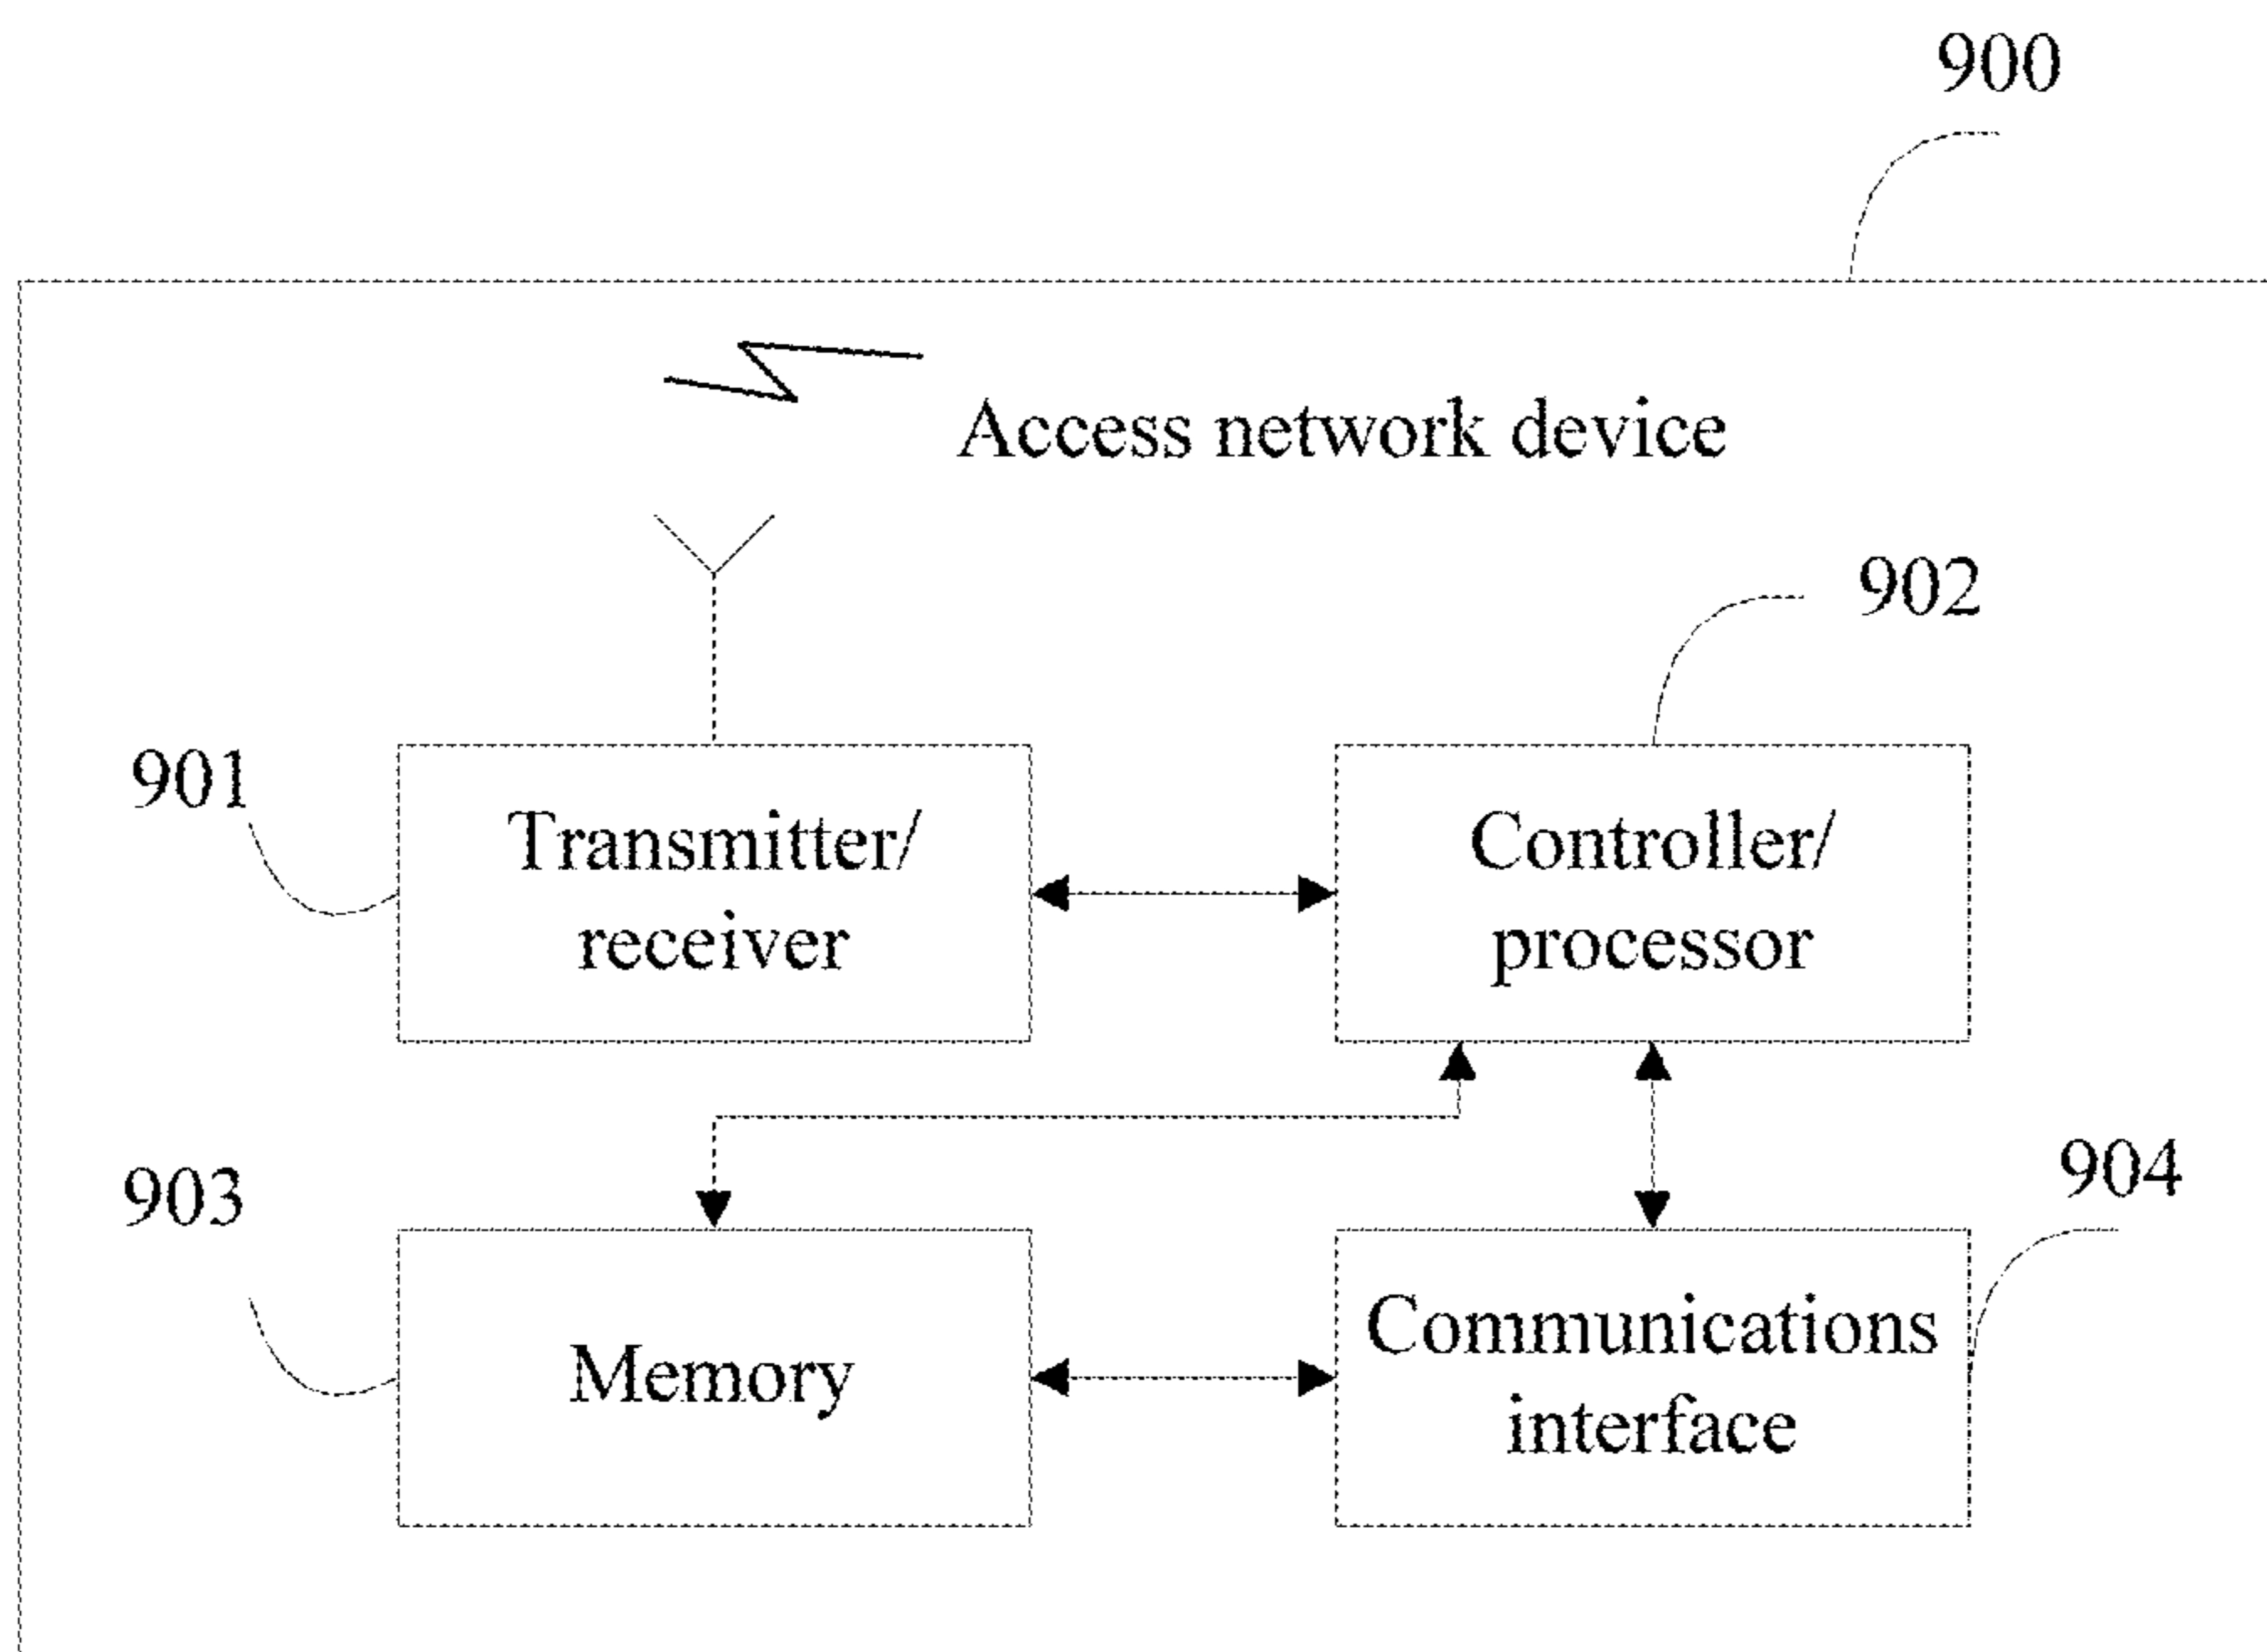 900
Access network device
902
901
Transmitter/
receiver
Controller/
processor
903
904
Memory
Communications
interface